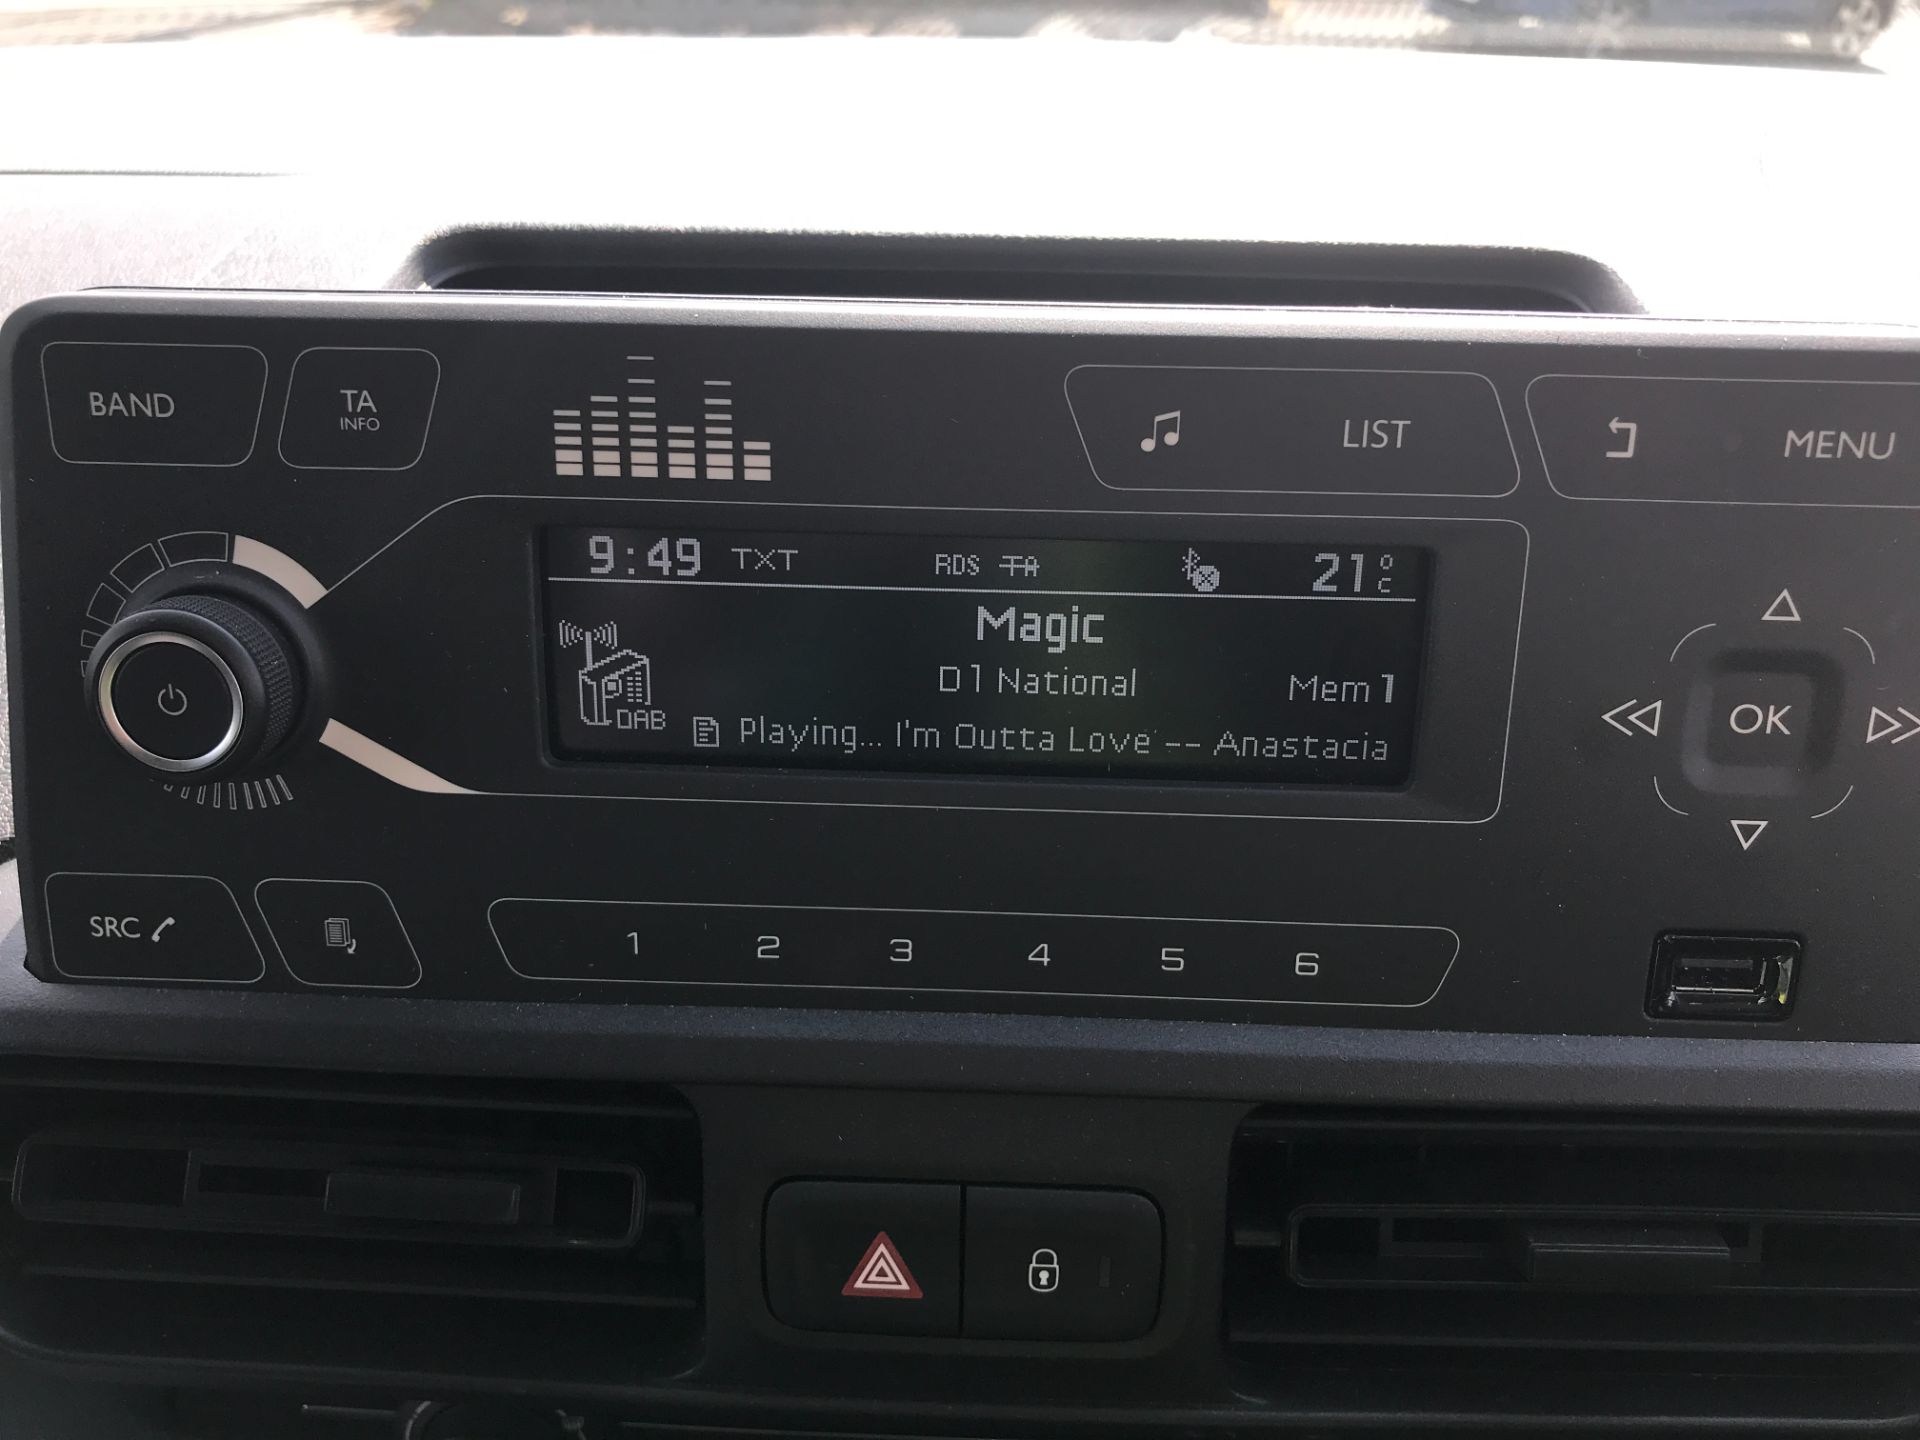 BAND
TA
INFO
LIST
MENU
9:49 TXT RDS TA 21°C
Magic
D1 National Mem 1
DAB
Playing... I'm Outta Love -- Anastacia
OK
SRC
1 2 3 4 5 6